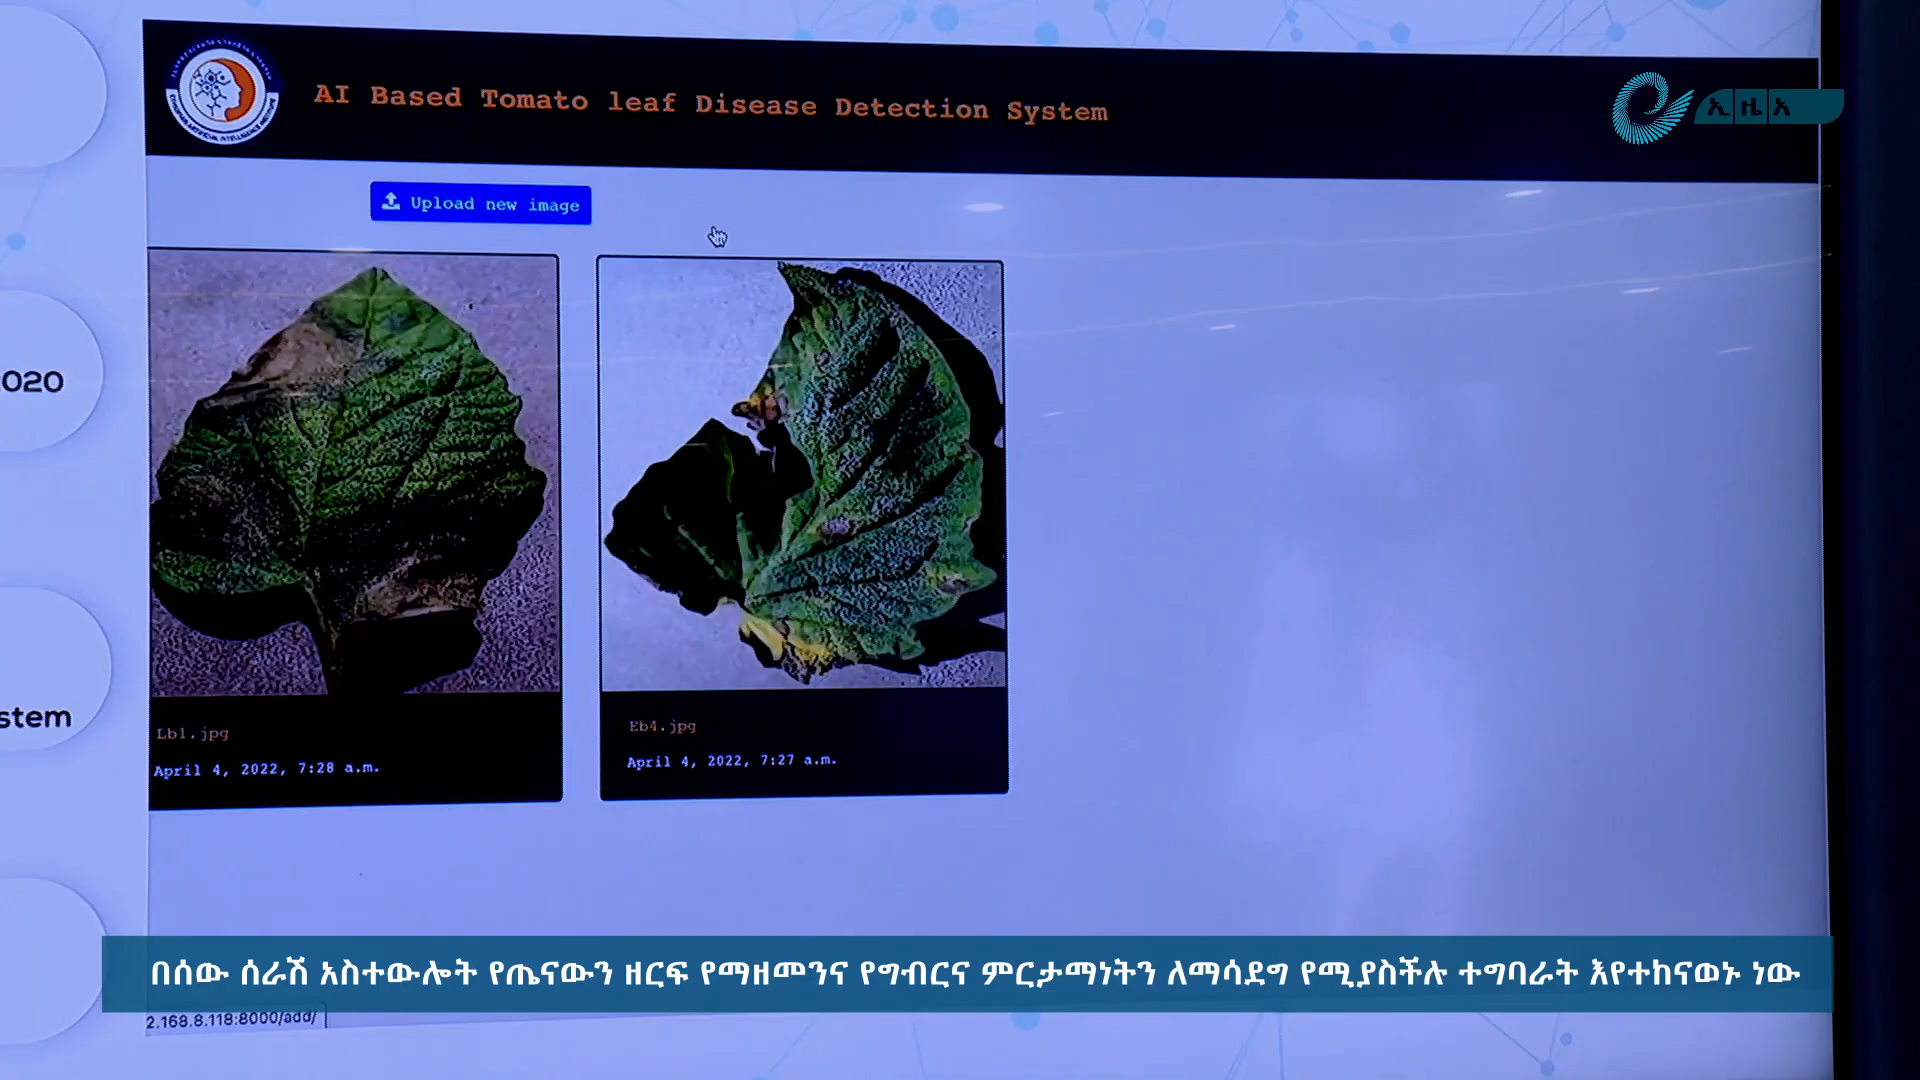 AI Based Tomato leaf Disease Detection System
ኢዜአ
Upload new image
2020
Lb1.jpg
April 4, 2022, 7:28 a.m.
Eb4.jpg
April 4, 2022, 7:27 a.m.
stem
በሰው ሰራሽ አስተውሎት የጤናውን ዘርፍ የማዘመንና የግብርና ምርታማነትን ለማሳደግ የሚያስችሉ ተግባራት እየተከናወኑ ነው
2.168.8.118:8000/add/